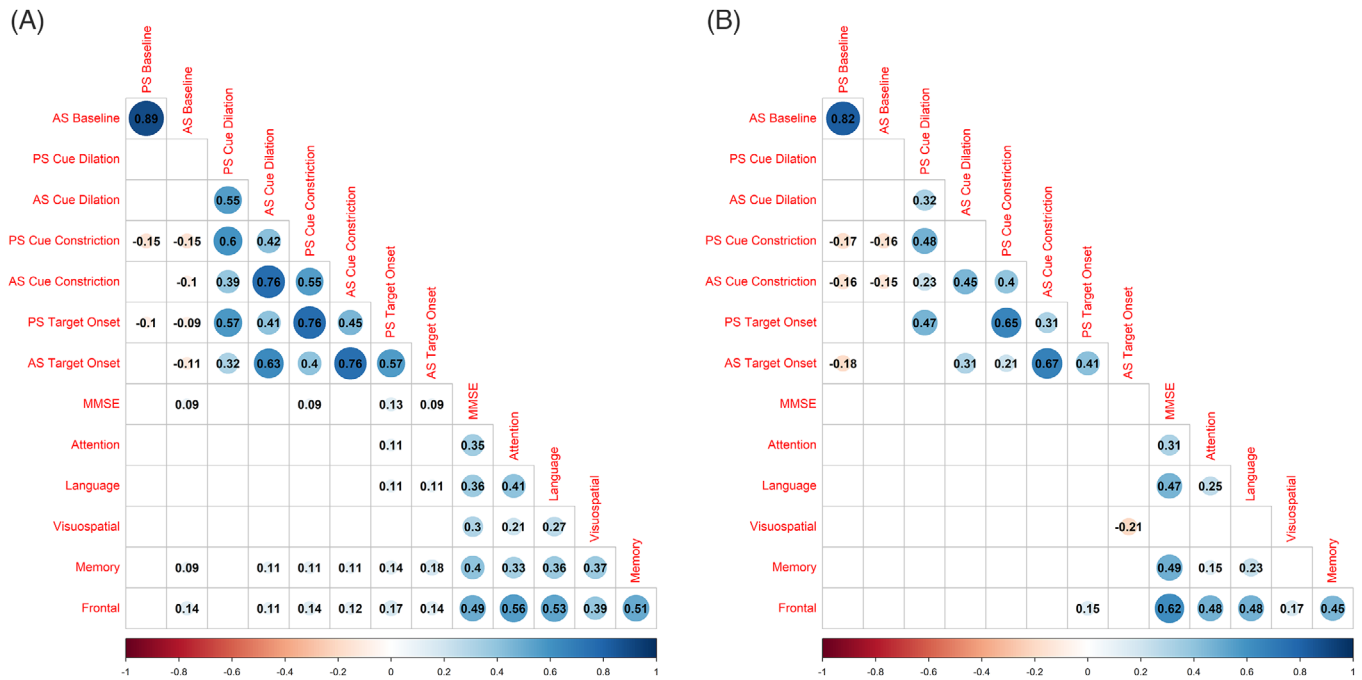 (A)
PS Baseline
AS Baseline
PS Cue Dilation
AS Cue Dilation
PS Cue Constriction
AS Cue Constriction
PS Target Onset
AS Target Onset
MMSE
Attention
Language
Visuospatial
Memory
AS Baseline 0.89
PS Cue Dilation
AS Cue Dilation 0.55
PS Cue Constriction -0.15 -0.15 0.6 0.42
AS Cue Constriction -0.1 0.39 0.76 0.55
PS Target Onset -0.1 -0.09 0.57 0.41 0.76 0.45
AS Target Onset -0.11 0.32 0.63 0.4 0.76 0.57
MMSE 0.09 0.09 0.13 0.09
Attention 0.11 0.35
Language 0.11 0.11 0.36 0.41
Visuospatial 0.3 0.21 0.27
Memory 0.09 0.11 0.11 0.11 0.14 0.18 0.4 0.33 0.36 0.37
Frontal 0.14 0.11 0.14 0.12 0.17 0.14 0.49 0.56 0.53 0.39 0.51
-1 -0.8 -0.6 -0.4 -0.2 0 0.2 0.4 0.6 0.8 1
(B)
PS Baseline
AS Baseline
PS Cue Dilation
AS Cue Dilation
PS Cue Constriction
AS Cue Constriction
PS Target Onset
AS Target Onset
MMSE
Attention
Language
Visuospatial
Memory
AS Baseline 0.82
PS Cue Dilation
AS Cue Dilation 0.32
PS Cue Constriction -0.17 -0.16 0.48
AS Cue Constriction -0.16 -0.15 0.23 0.45 0.4
PS Target Onset 0.47 0.65 0.31
AS Target Onset -0.18 0.31 0.21 0.67 0.41
MMSE
Attention 0.31
Language 0.47 0.25
Visuospatial -0.21
Memory 0.49 0.15 0.23
Frontal 0.15 0.62 0.48 0.48 0.17 0.45
-1 -0.8 -0.6 -0.4 -0.2 0 0.2 0.4 0.6 0.8 1